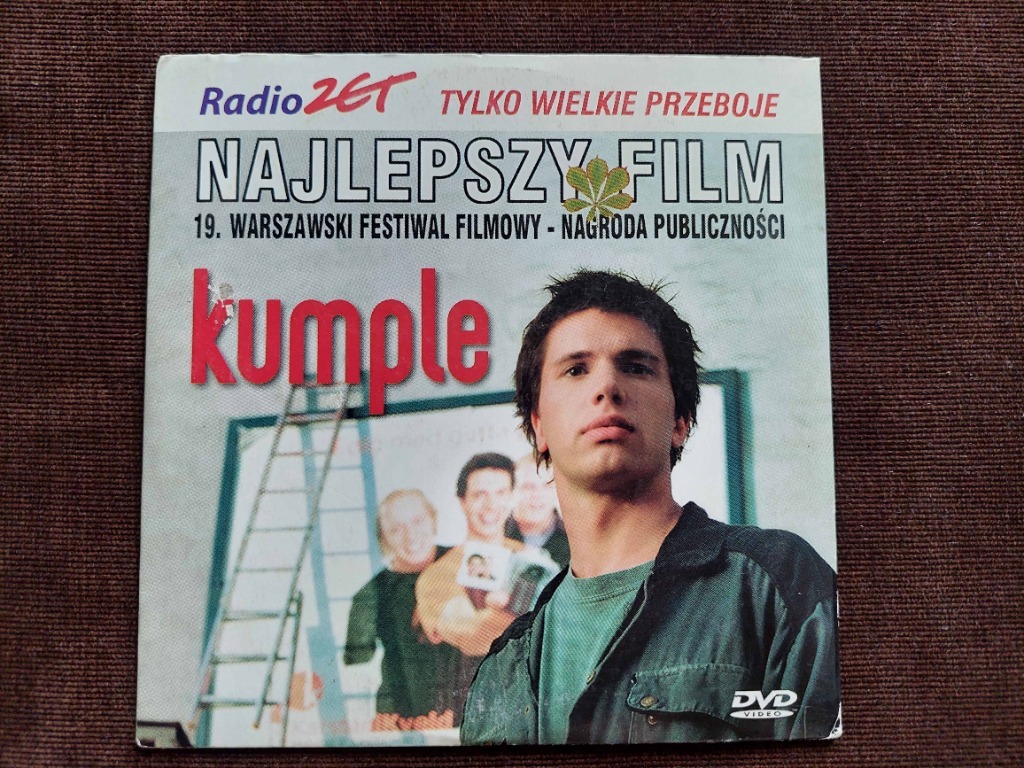 Radio ZET TYLKO WIELKIE PRZEBOJE
NAJLEPSZY FILM
19. WARSZAWSKI FESTIWAL FILMOWY - NAGRODA PUBLICZNOŚCI
kumple
DVD
VIDEO